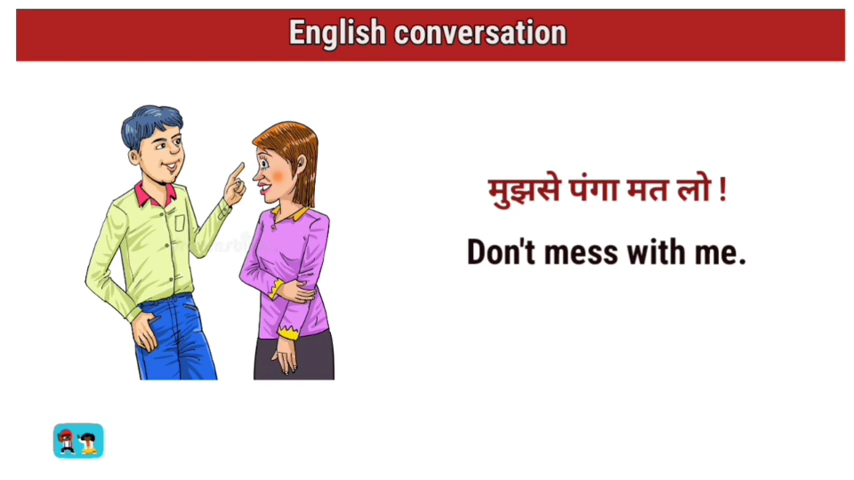 English conversation
मुझसे पंगा मत लो !
Don't mess with me.